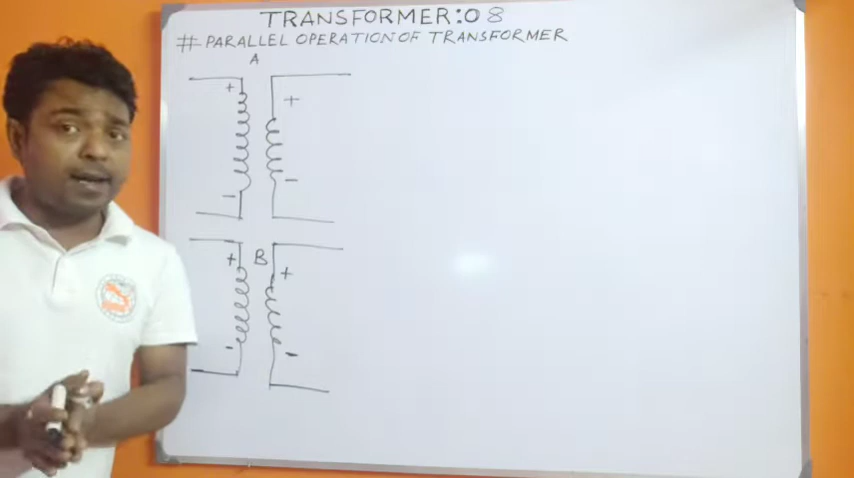 TRANSFORMER:08
# PARALLEL OPERATION OF TRANSFORMER
A
+ +
- -
B
+ +
- -